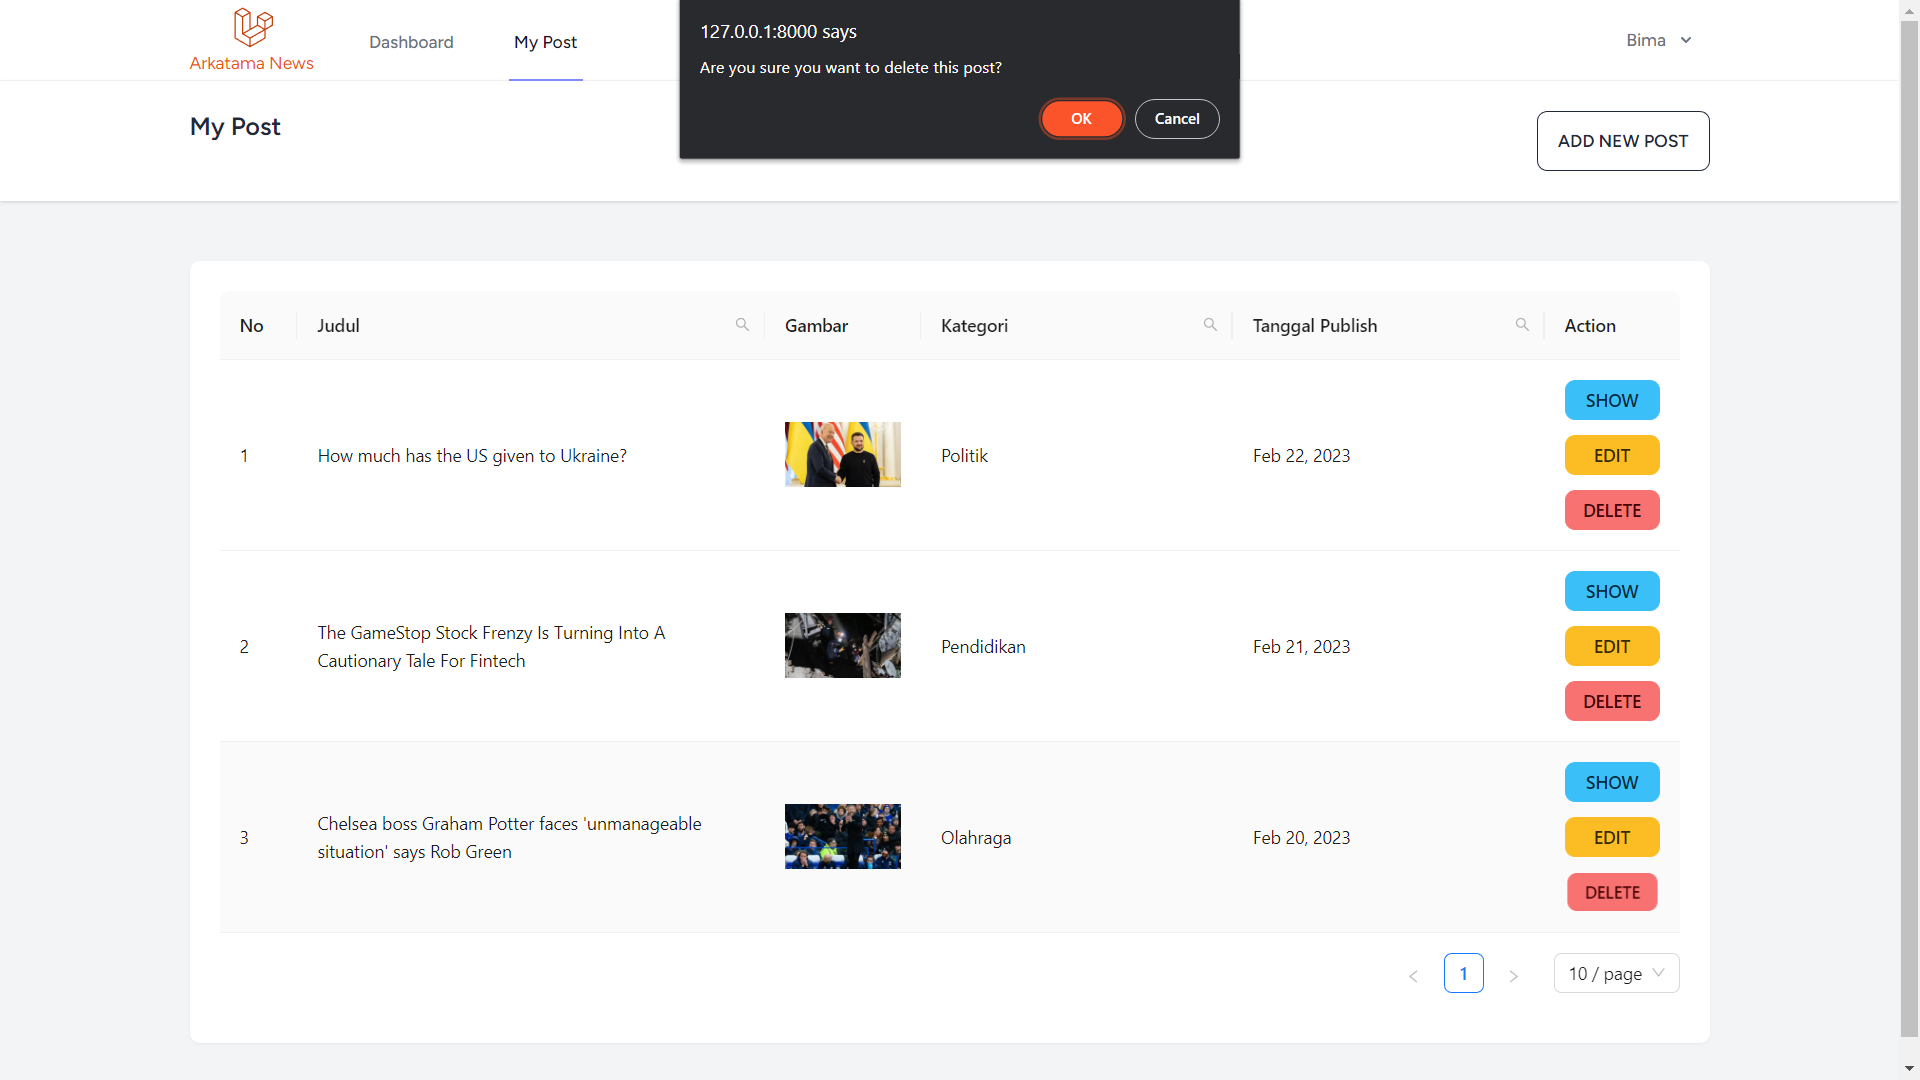 Arkatama News
Dashboard
My Post
127.0.0.1:8000 says
Are you sure you want to delete this post?
OK
Cancel
Bima
My Post
ADD NEW POST
No
Judul
Gambar
Kategori
Tanggal Publish
Action
1
How much has the US given to Ukraine?
Politik
Feb 22, 2023
SHOW
EDIT
DELETE
2
The GameStop Stock Frenzy Is Turning Into A
Cautionary Tale For Fintech
Pendidikan
Feb 21, 2023
SHOW
EDIT
DELETE
3
Chelsea boss Graham Potter faces 'unmanageable
situation' says Rob Green
Olahraga
Feb 20, 2023
SHOW
EDIT
DELETE
< 1 >
10 / page